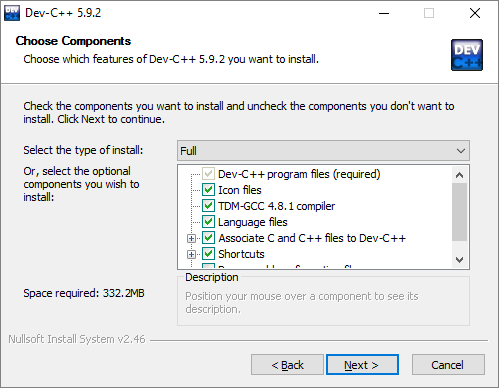 Dev-C++ 5.9.2
Choose Components
Choose which features of Dev-C++ 5.9.2 you want to install.
DEV
C++
Check the components you want to install and uncheck the components you don't want to
install. Click Next to continue.
Select the type of install:
Full
Or, select the optional
components you wish to
install:
Dev-C++ program files (required)
Icon files
TDM-GCC 4.8.1 compiler
Language files
Associate C and C++ files to Dev-C++
Shortcuts
Space required: 332.2MB
Description
Position your mouse over a component to see its
description.
Nullsoft Install System v2.46
< Back
Next >
Cancel